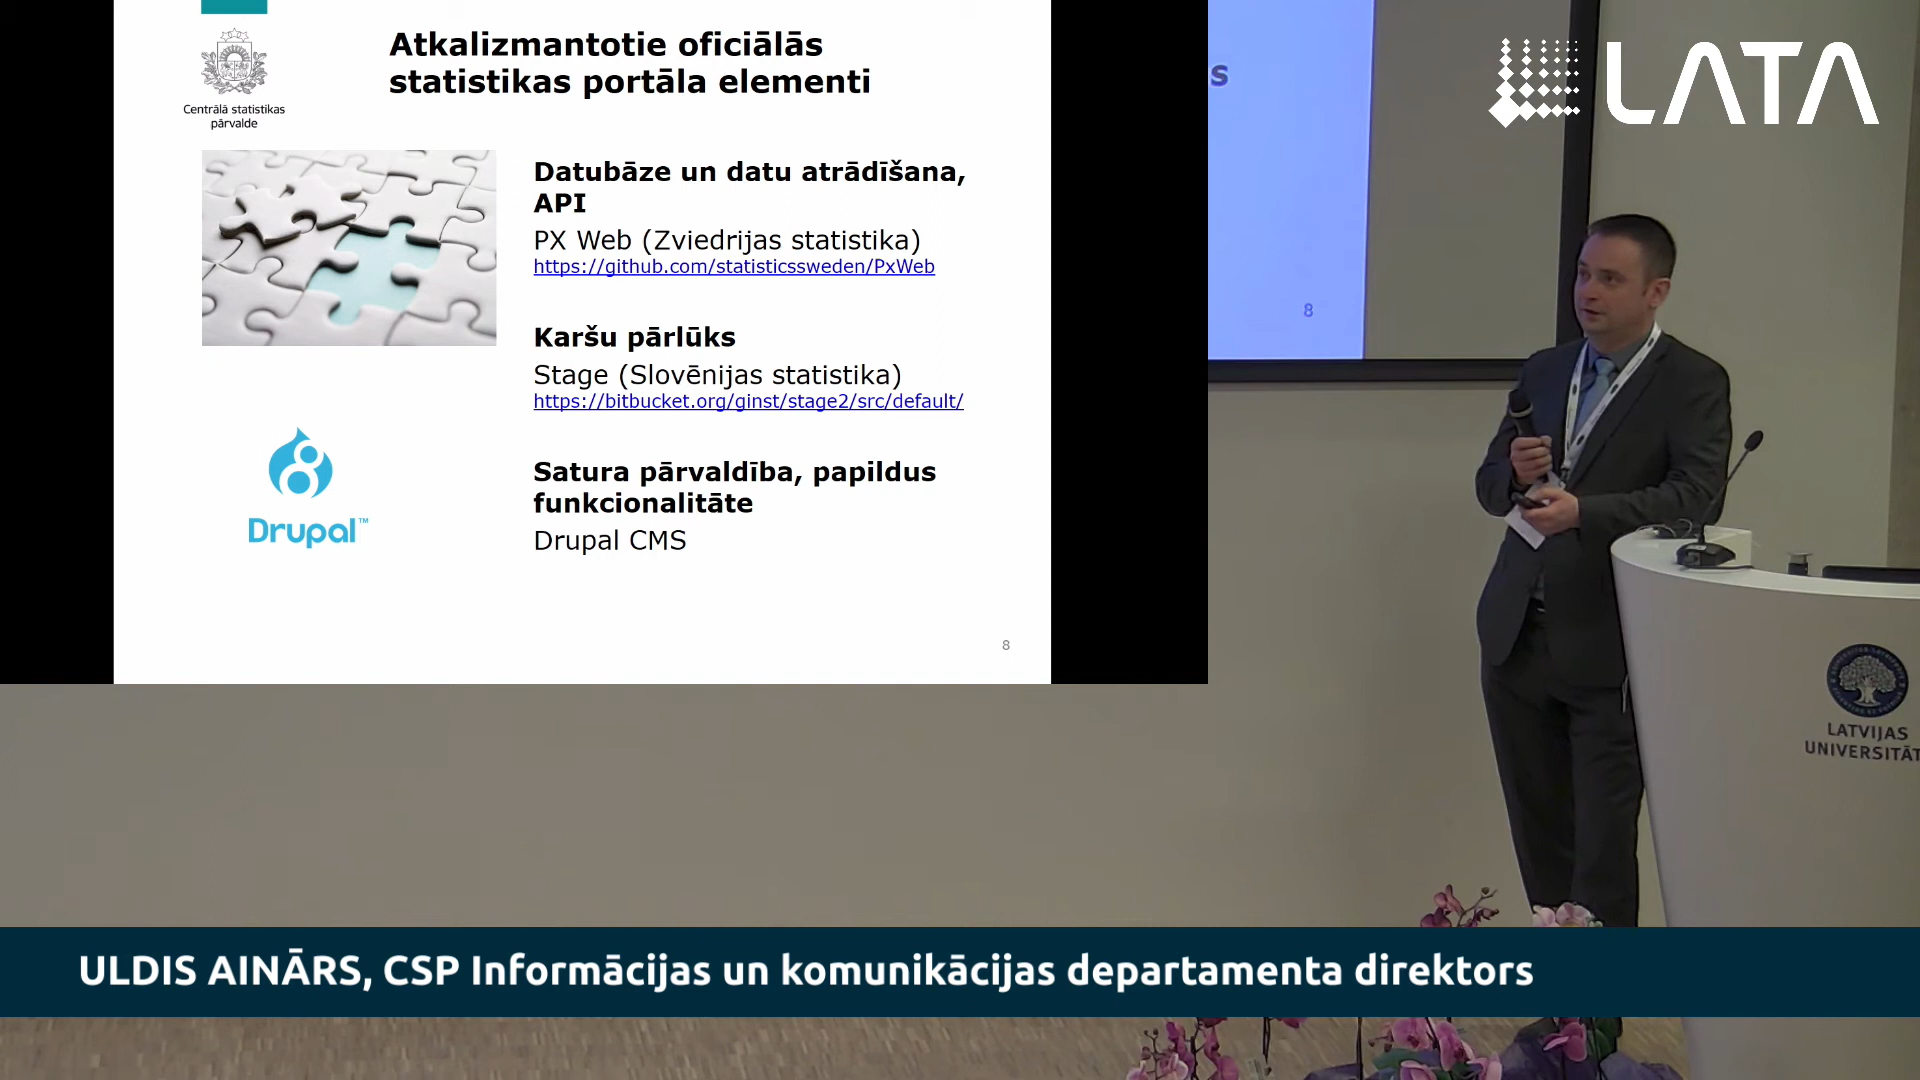 Centrālā statistikas
pārvalde
Atkalizmantotie oficiālās
statistikas portāla elementi
Datubāze un datu atrādīšana,
API
PX Web (Zviedrijas statistika)
https://github.com/statisticssweden/PxWeb
Karšu pārlūks
Stage (Slovēnijas statistika)
https://bitbucket.org/ginst/stage2/src/default/
Satura pārvaldība, papildus
funkcionalitāte
Drupal CMS
Drupal™
8
s
8
LATA
LATVIJAS
UNIVERSITĀT
ULDIS AINĀRS, CSP Informācijas un komunikācijas departamenta direktors